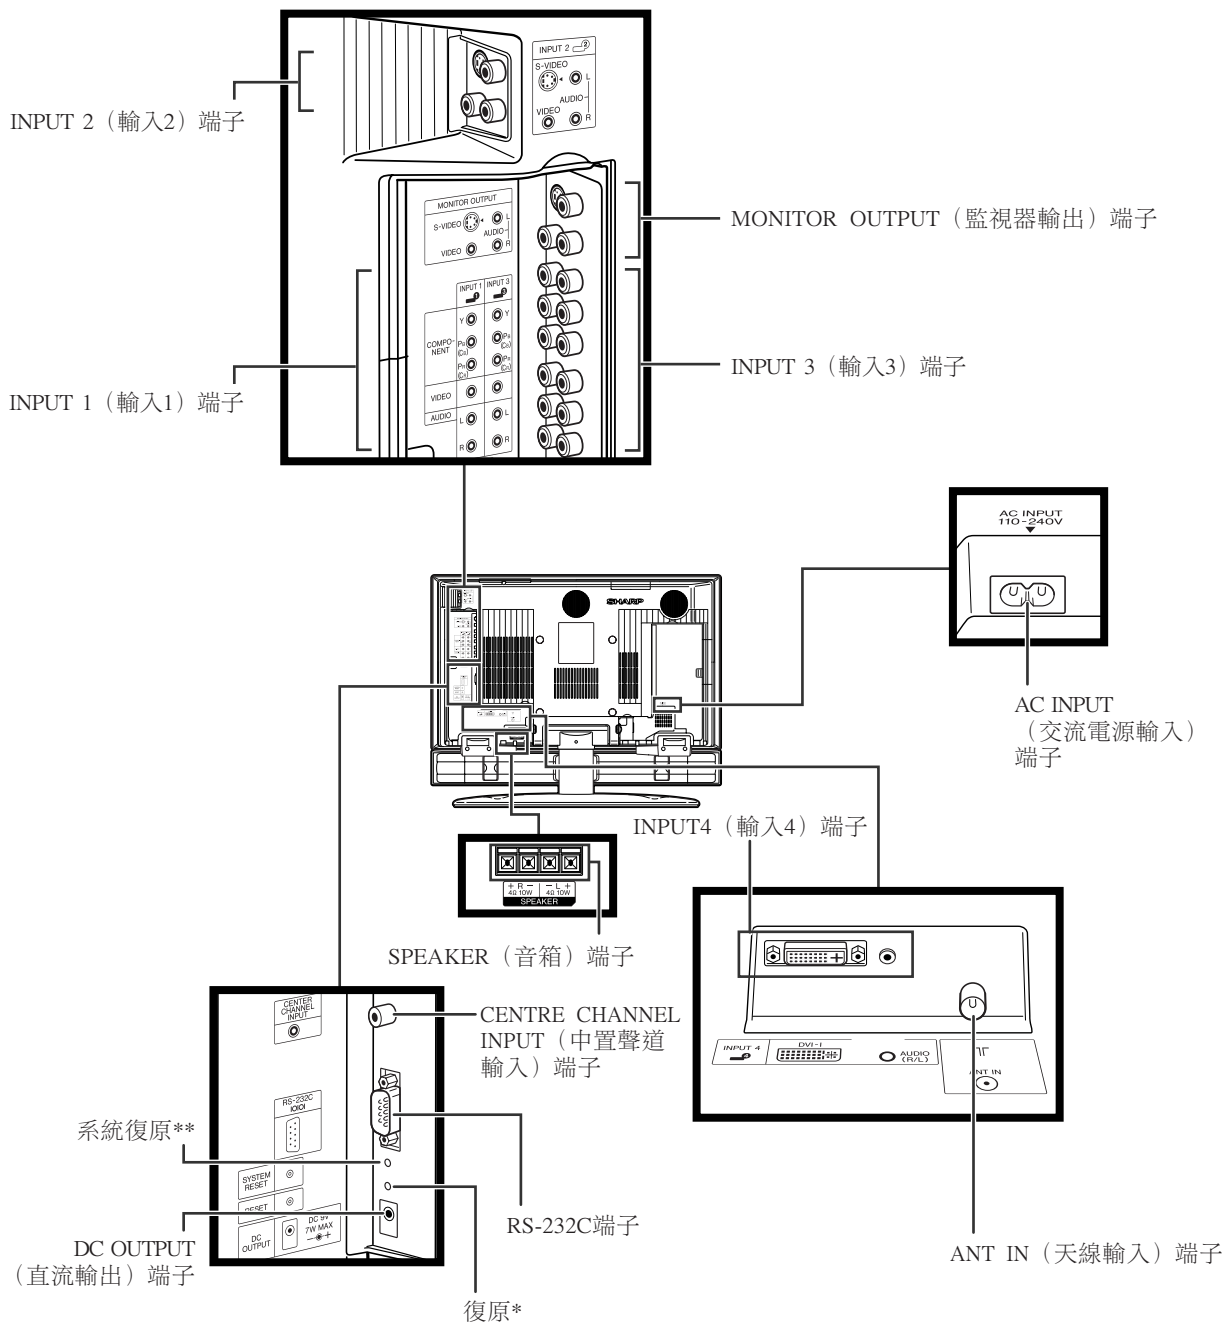 INPUT 2
S-VIDEO
L
AUDIO
VIDEO
R
INPUT 2（輸入2）端子
MONITOR OUTPUT
S-VIDEO
L
AUDIO
VIDEO
R
MONITOR OUTPUT（監視器輸出）端子
INPUT 1 INPUT 3
Y Y
COMPO-
NENT
PB
(CB)
PB
(CB)
PR
(CR)
PR
(CR)
VIDEO
AUDIO
L L
R R
INPUT 3（輸入3）端子
INPUT 1（輸入1）端子
AC INPUT
110-240V
SHARP
AC INPUT
（交流電源輸入）
端子
INPUT4（輸入4）端子
+ R − − L +
4Ω 10W 4Ω 10W
SPEAKER
SPEAKER（音箱）端子
INPUT 4
DVI-I
AUDIO
(R/L)
ANT IN
CENTER
CHANNEL
INPUT
CENTRE CHANNEL
INPUT（中置聲道
輸入）端子
RS-232C
IOIOI
系統復原**
SYSTEM
RESET
RESET
DC
OUTPUT
DC 9V
7W MAX
RS-232C端子
DC OUTPUT
（直流輸出）端子
ANT IN（天線輸入）端子
復原*